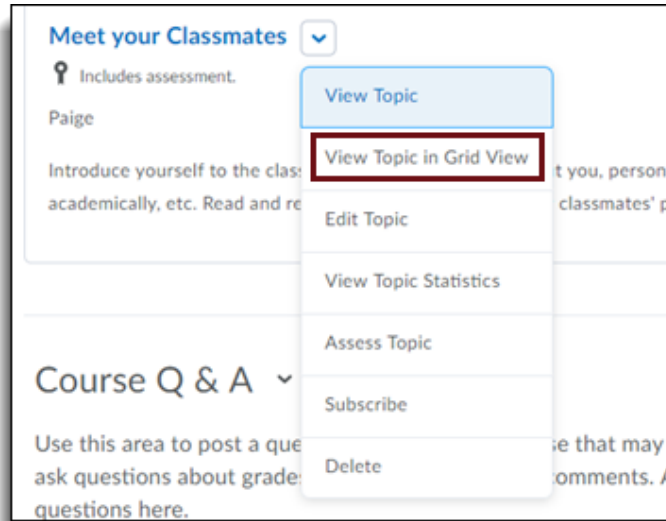 Meet your Classmates
Includes assessment.
Paige
Introduce yourself to the clas
t you, person
academically, etc. Read and re
classmates' p
View Topic
View Topic in Grid View
Edit Topic
View Topic Statistics
Assess Topic
Subscribe
Delete
Course Q & A
Use this area to post a que
se that may
ask questions about grade
omments. A
questions here.